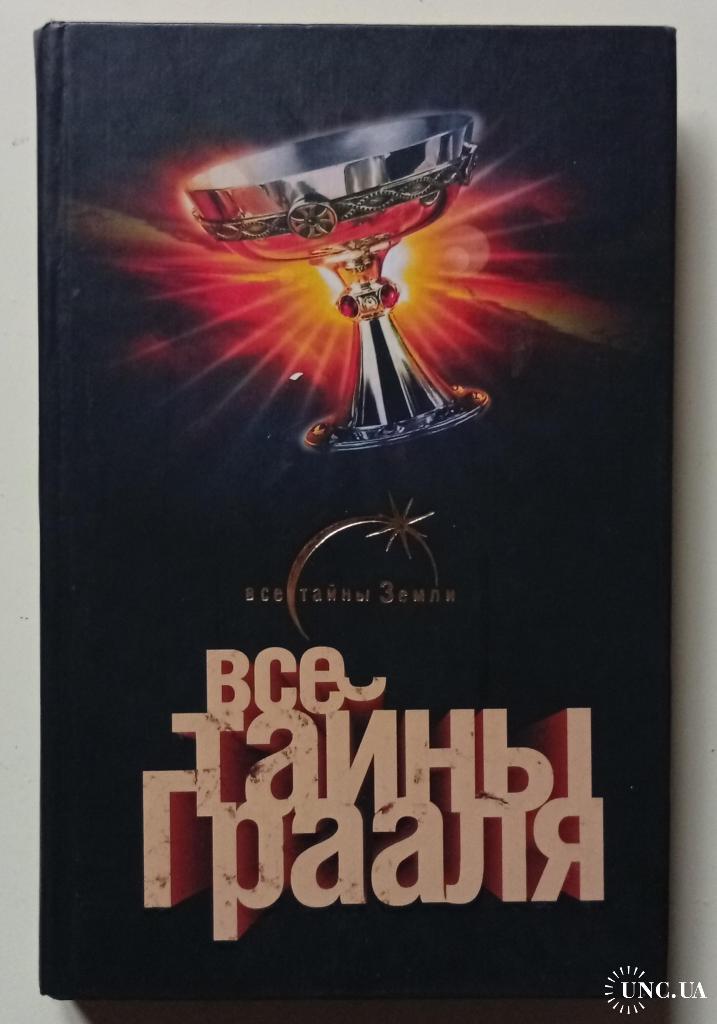 все тайны Земли
все
тайны
Грааля
UNC.UA